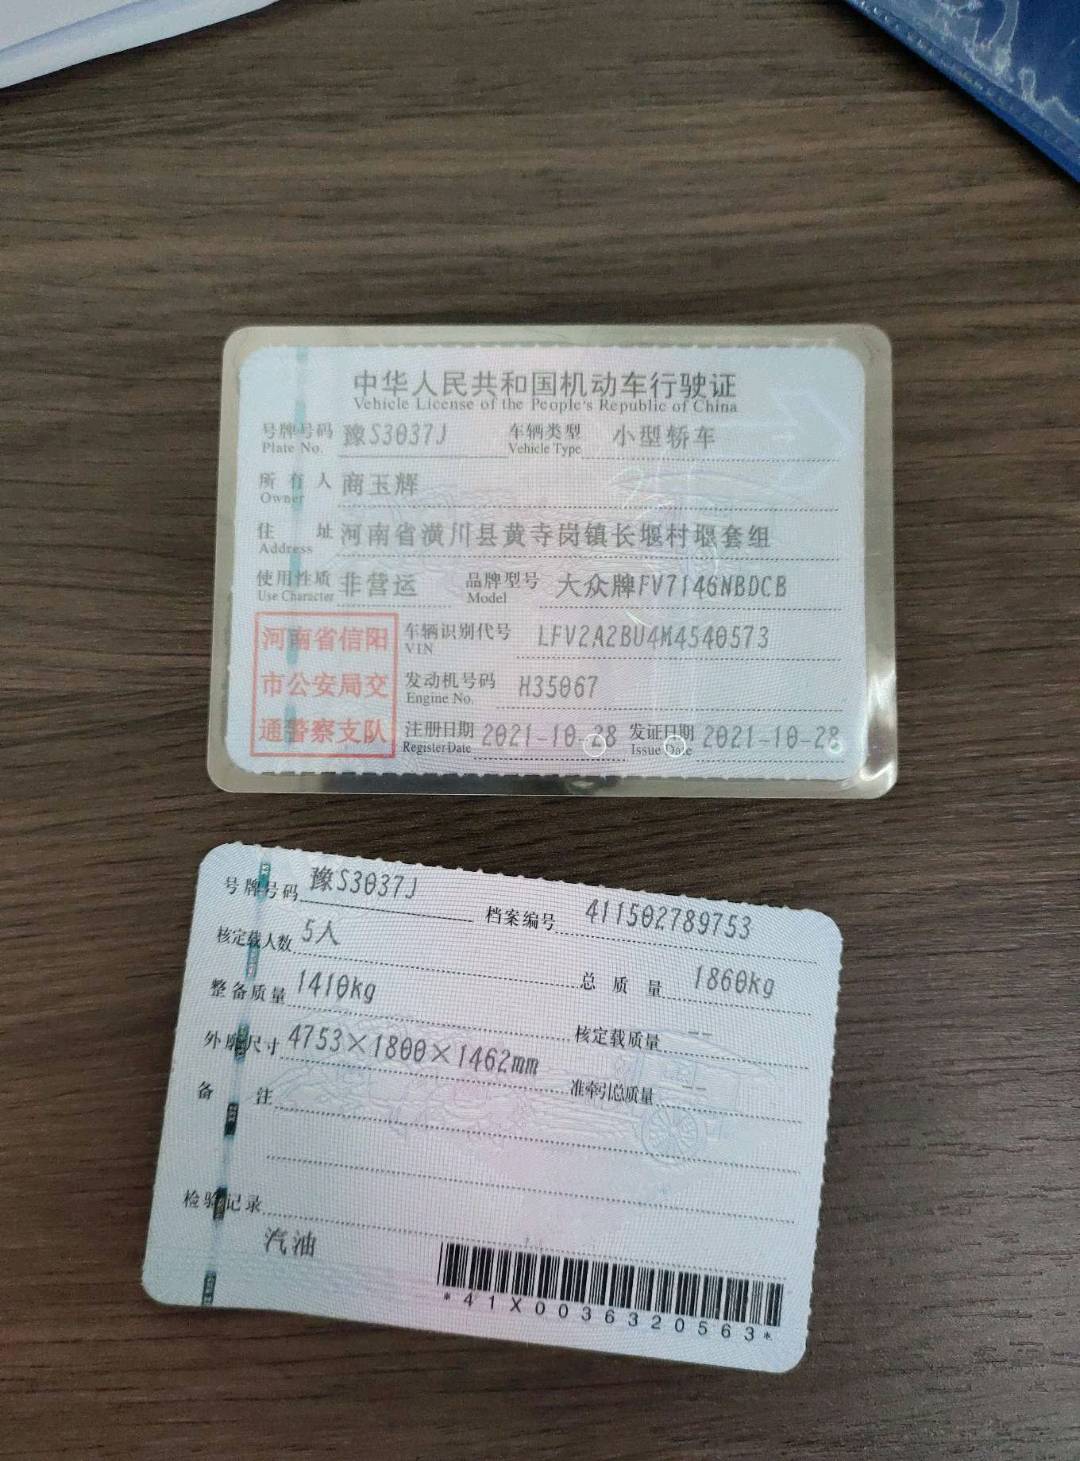 中华人民共和国机动车行驶证
Vehicle License of the People's Republic of China
号牌号码 豫S3037J 车辆类型 小型轿车
Plate No. Vehicle Type
所有人 商玉辉
Owner
住址 河南省潢川县黄寺岗镇长堰村堰套组
Address
使用性质 非营运 品牌型号 大众牌FV7146NBDCB
Use Character Model
河南省信阳
市公安局交
通警察支队
车辆识别代号 LFV2A2BU4M4540573
VIN
发动机号码 H35067
Engine No.
注册日期 2021-10-28 发证日期 2021-10-28
Register Date Issue Date
号牌号码 豫S3037J 档案编号 411502789753
核定载人数 5人 总质量 1860kg
整备质量 1410kg 核定载质量 --
外廓尺寸 4753×1800×1462mm 准牵引总质量 --
备注
检验记录
汽油
*41X0036320563*